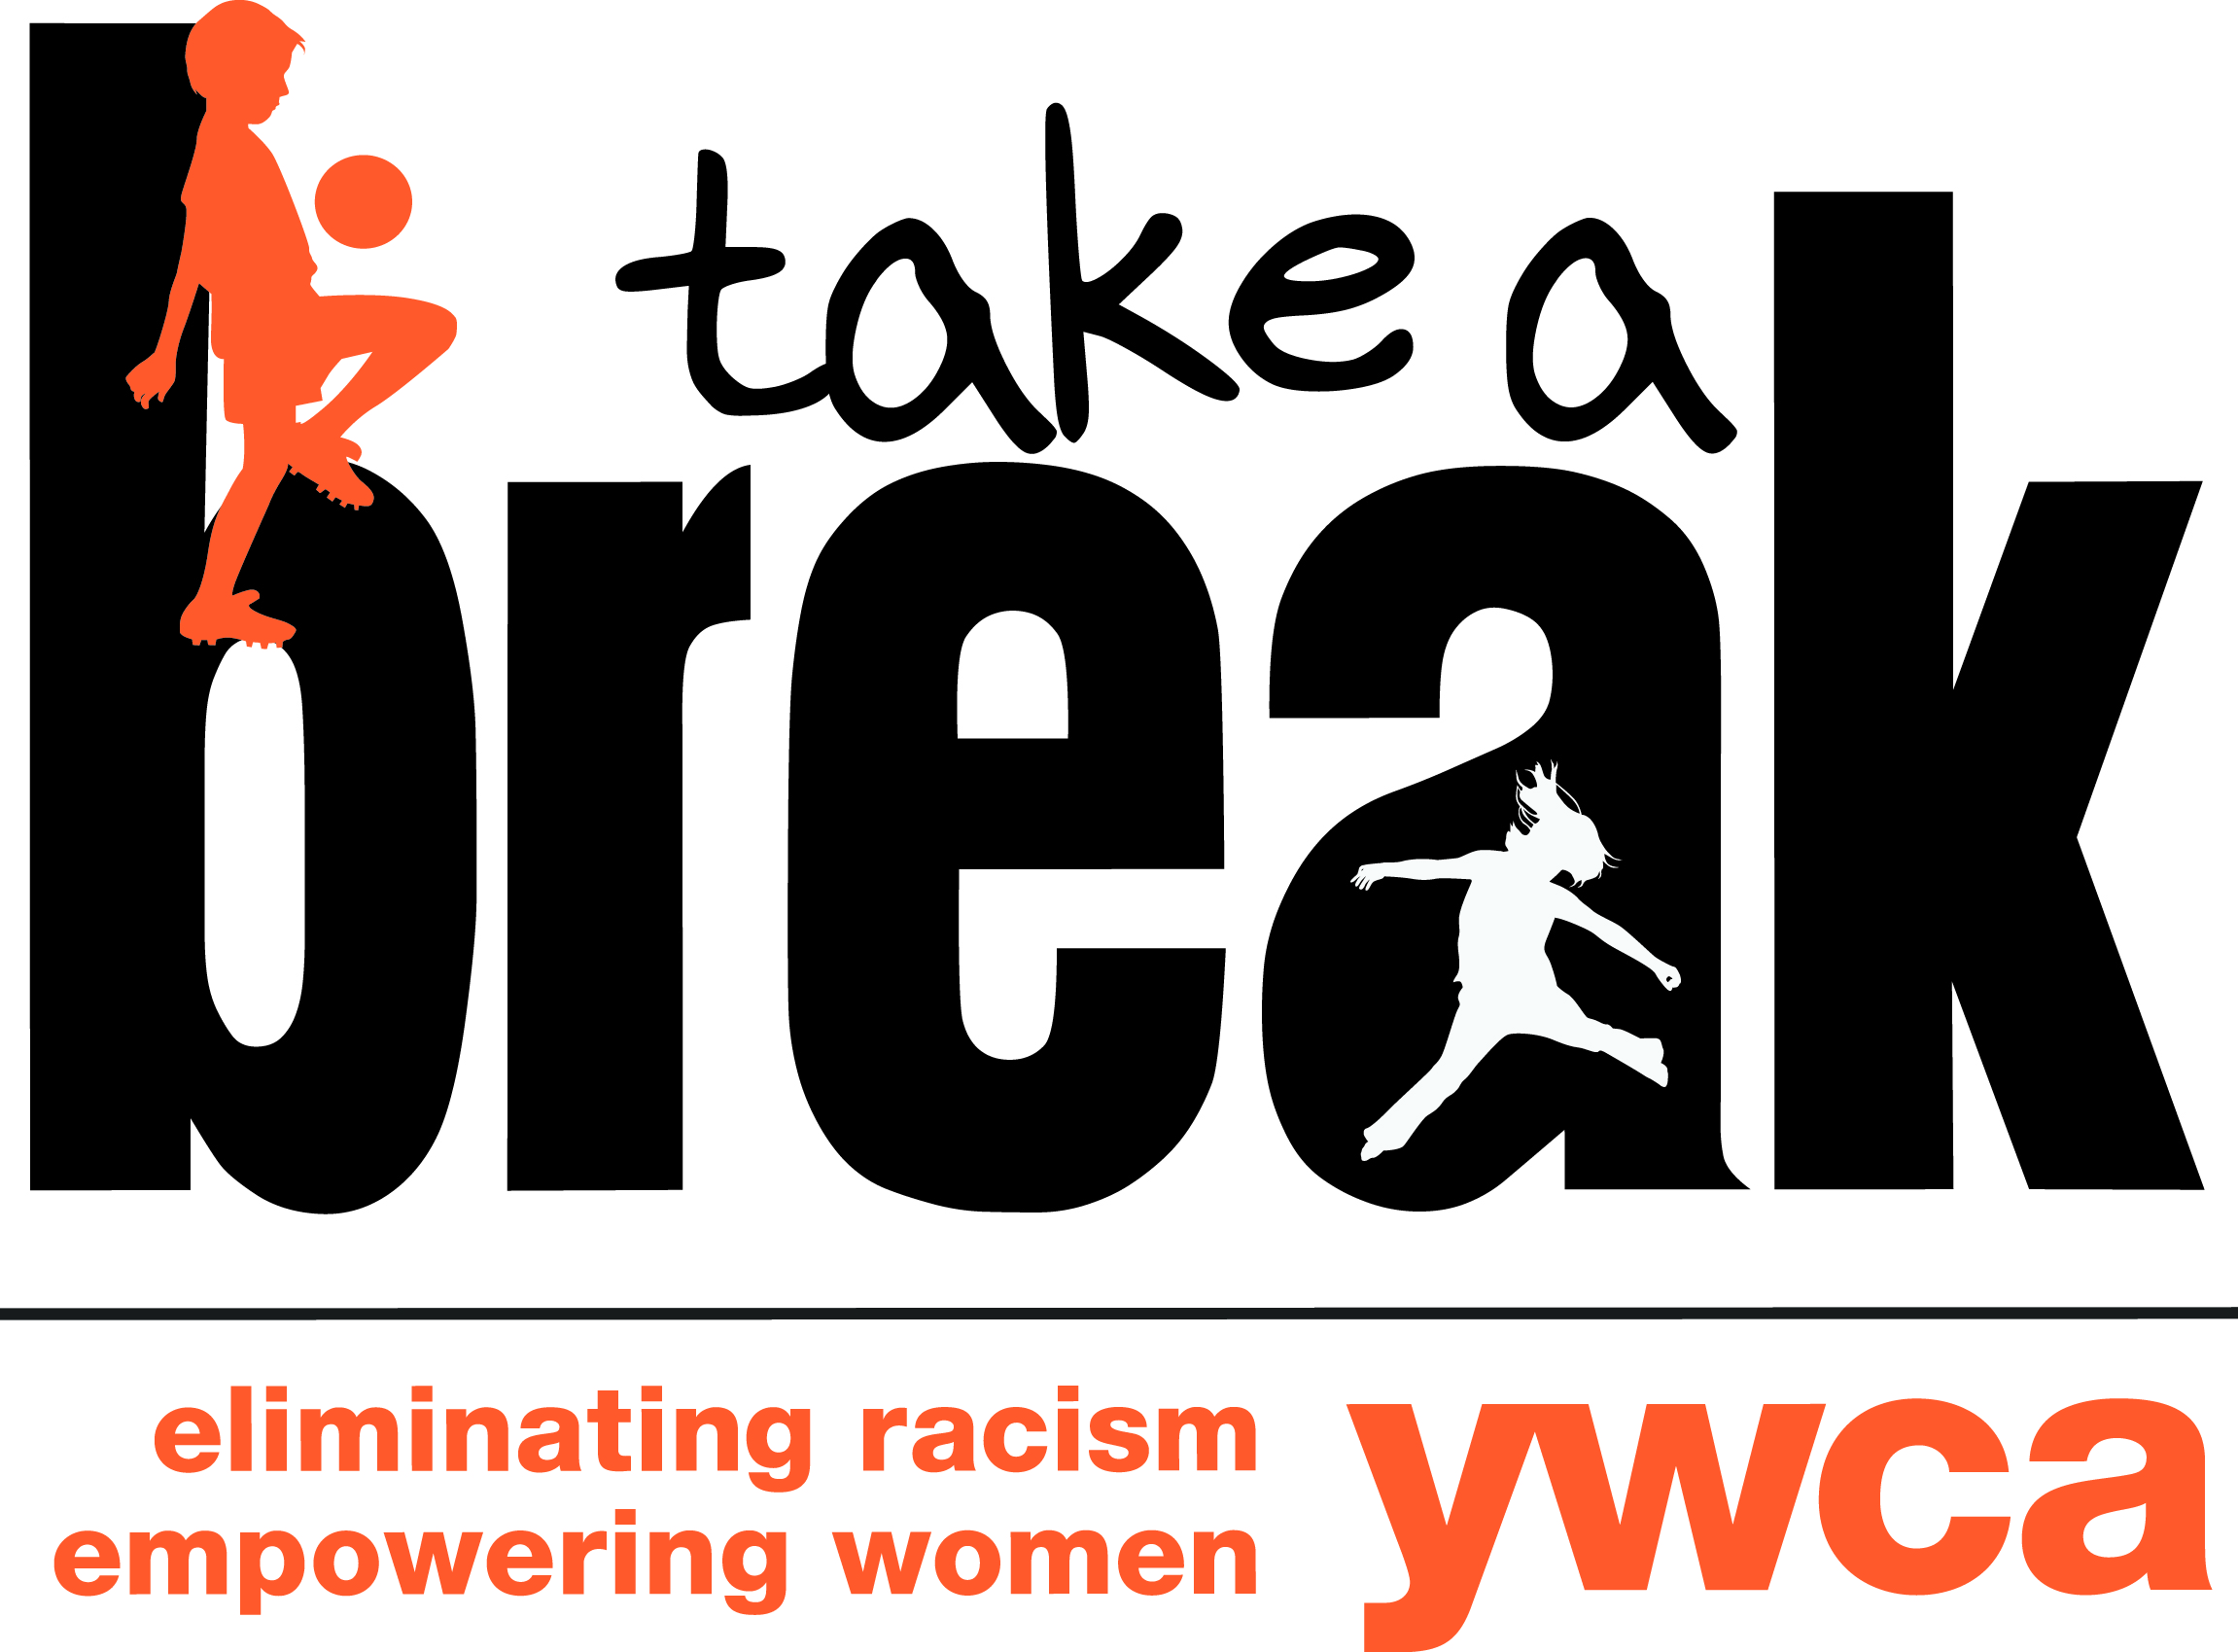 take a
break
eliminating racism
empowering women
ywca